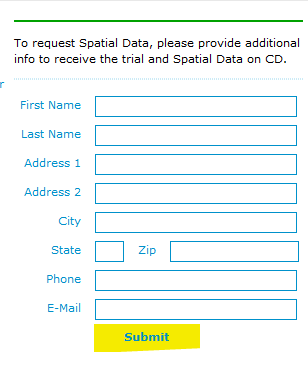 To request Spatial Data, please provide additional
info to receive the trial and Spatial Data on CD.
r
First Name
Last Name
Address 1
Address 2
City
State Zip
Phone
E-Mail
Submit